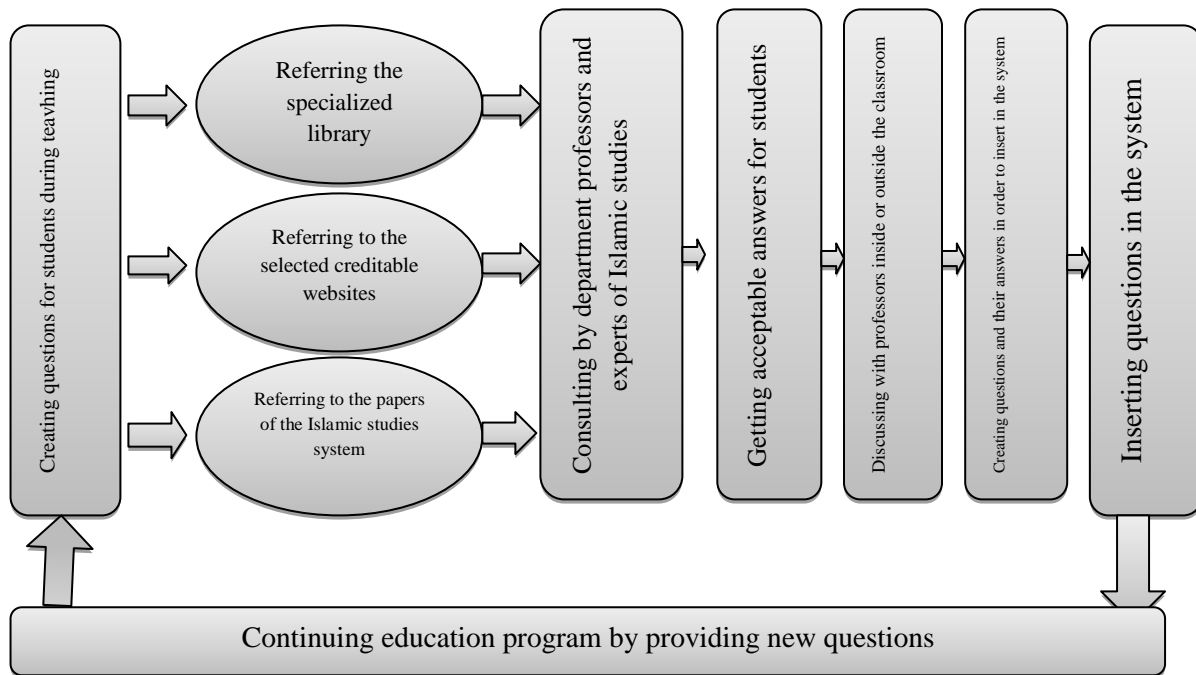 Creating questions for students during teavhing
Referring the
specialized
library
Referring to the
selected creditable
websites
Referring to the papers
of the Islamic studies
system
Consulting by department professors and
experts of Islamic studies
Getting acceptable answers for students
Discussing with professors inside or outside the classroom
Creating questions and their answers in order to insert in the system
Inserting questions in the system
Continuing education program by providing new questions